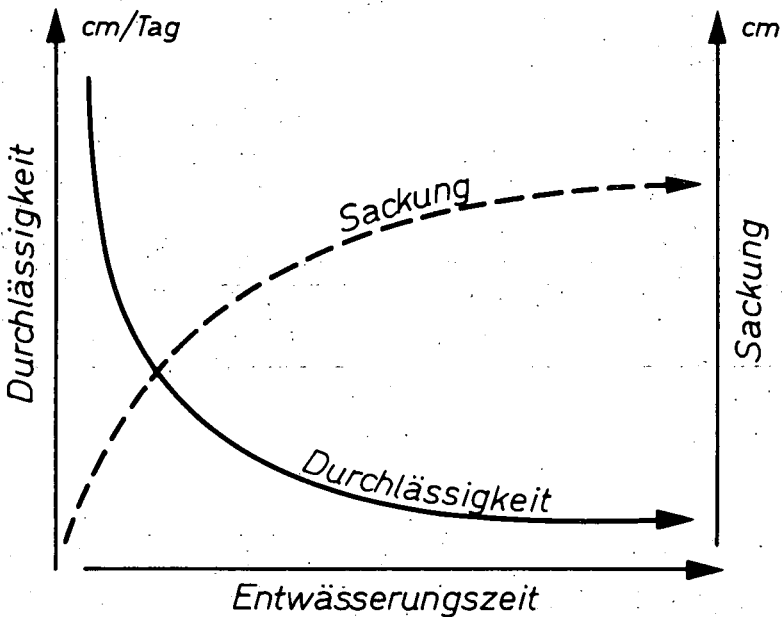 cm/Tag
cm
Durchlässigkeit
Sackung
Sackung
Durchlässigkeit
Entwässerungszeit